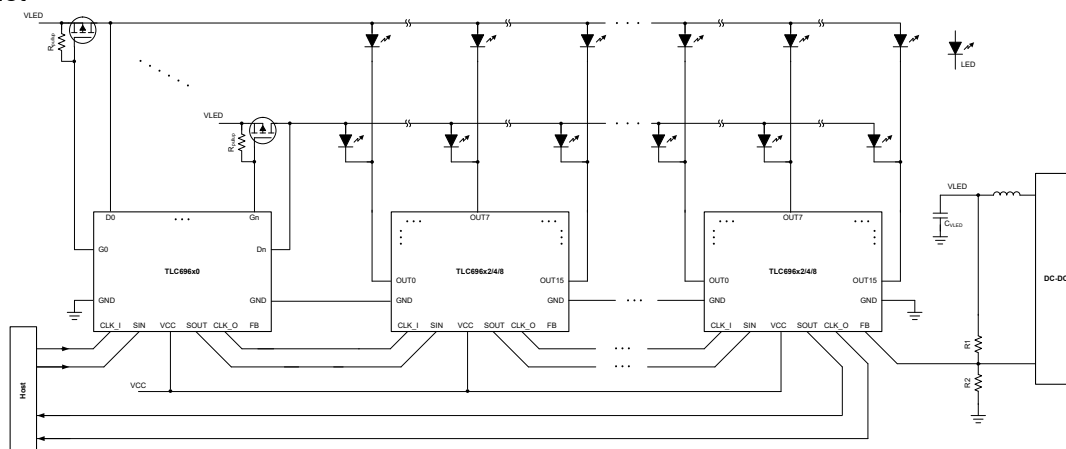 VLED
Rpullup
LED
VLED
Rpullup
VLED
CVLED
DC-DC
D0
Gn
G0
Dn
TLC696x0
GND
GND
CLK_I
SIN
VCC
SOUT
CLK_O
FB
OUT7
TLC696x2/4/8
OUT0
OUT15
GND
GND
CLK_I
SIN
VCC
SOUT
CLK_O
FB
OUT7
TLC696x2/4/8
OUT0
OUT15
GND
GND
CLK_I
SIN
VCC
SOUT
CLK_O
FB
R1
R2
VCC
Host